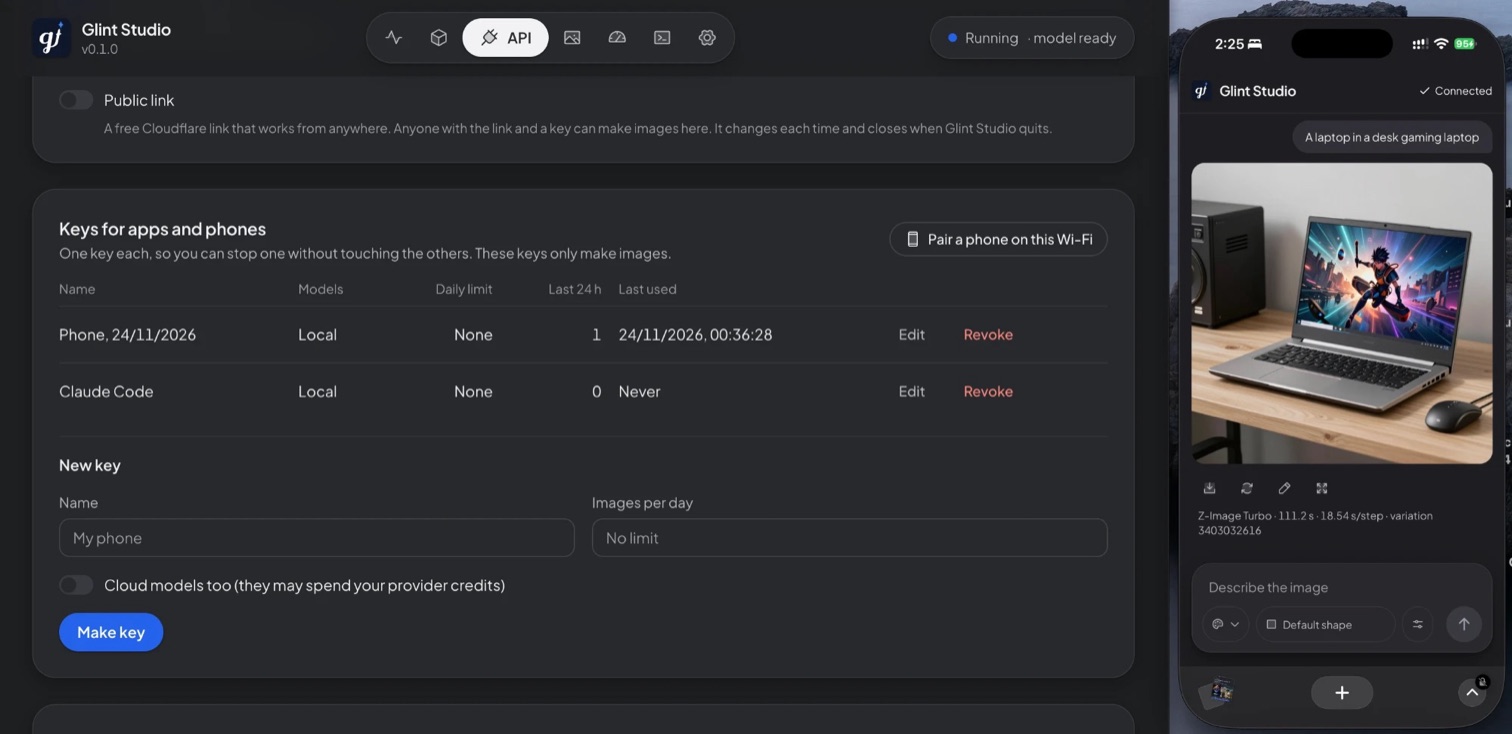 Glint Studio
v0.1.0
API
Running · model ready
Public link
A free Cloudflare link that works from anywhere. Anyone with the link and a key can make images here. It changes each time and closes when Glint Studio quits.
Keys for apps and phones
One key each, so you can stop one without touching the others. These keys only make images.
Pair a phone on this Wi-Fi
Name Models Daily limit Last 24 h Last used
Phone, 24/11/2026 Local None 1 24/11/2026, 00:36:28 Edit Revoke
Claude Code Local None 0 Never Edit Revoke
New key
Name Images per day
My phone No limit
Cloud models too (they may spend your provider credits)
Make key
2:25 95
Glint Studio Connected
A laptop in a desk gaming laptop
Z-Image Turbo · 111.2 s · 18.54 s/step · variation
3403032616
Describe the image
Default shape